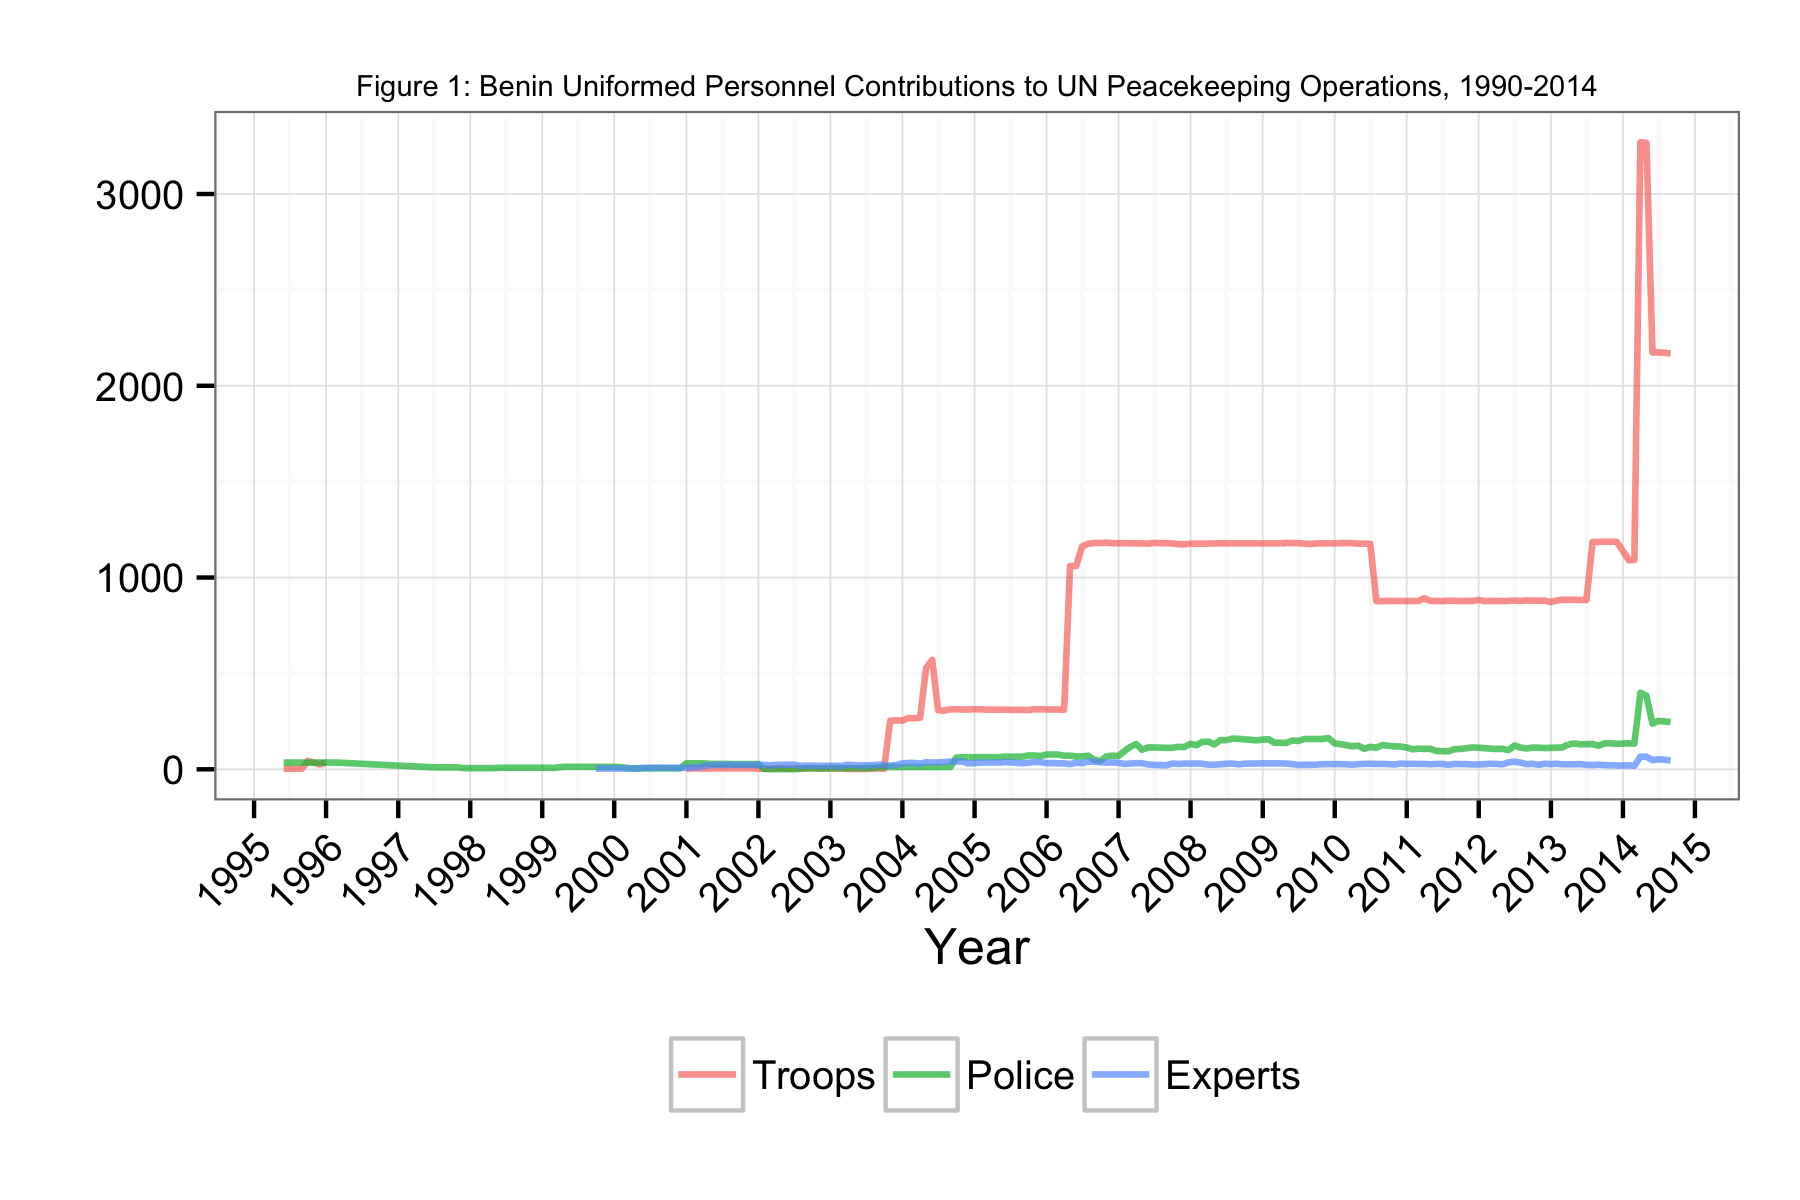 Figure 1: Benin Uniformed Personnel Contributions to UN Peacekeeping Operations, 1990-2014
3000
2000
1000
0
1995 1996 1997 1998 1999 2000 2001 2002 2003 2004 2005 2006 2007 2008 2009 2010 2011 2012 2013 2014 2015
Year
Troops Police Experts